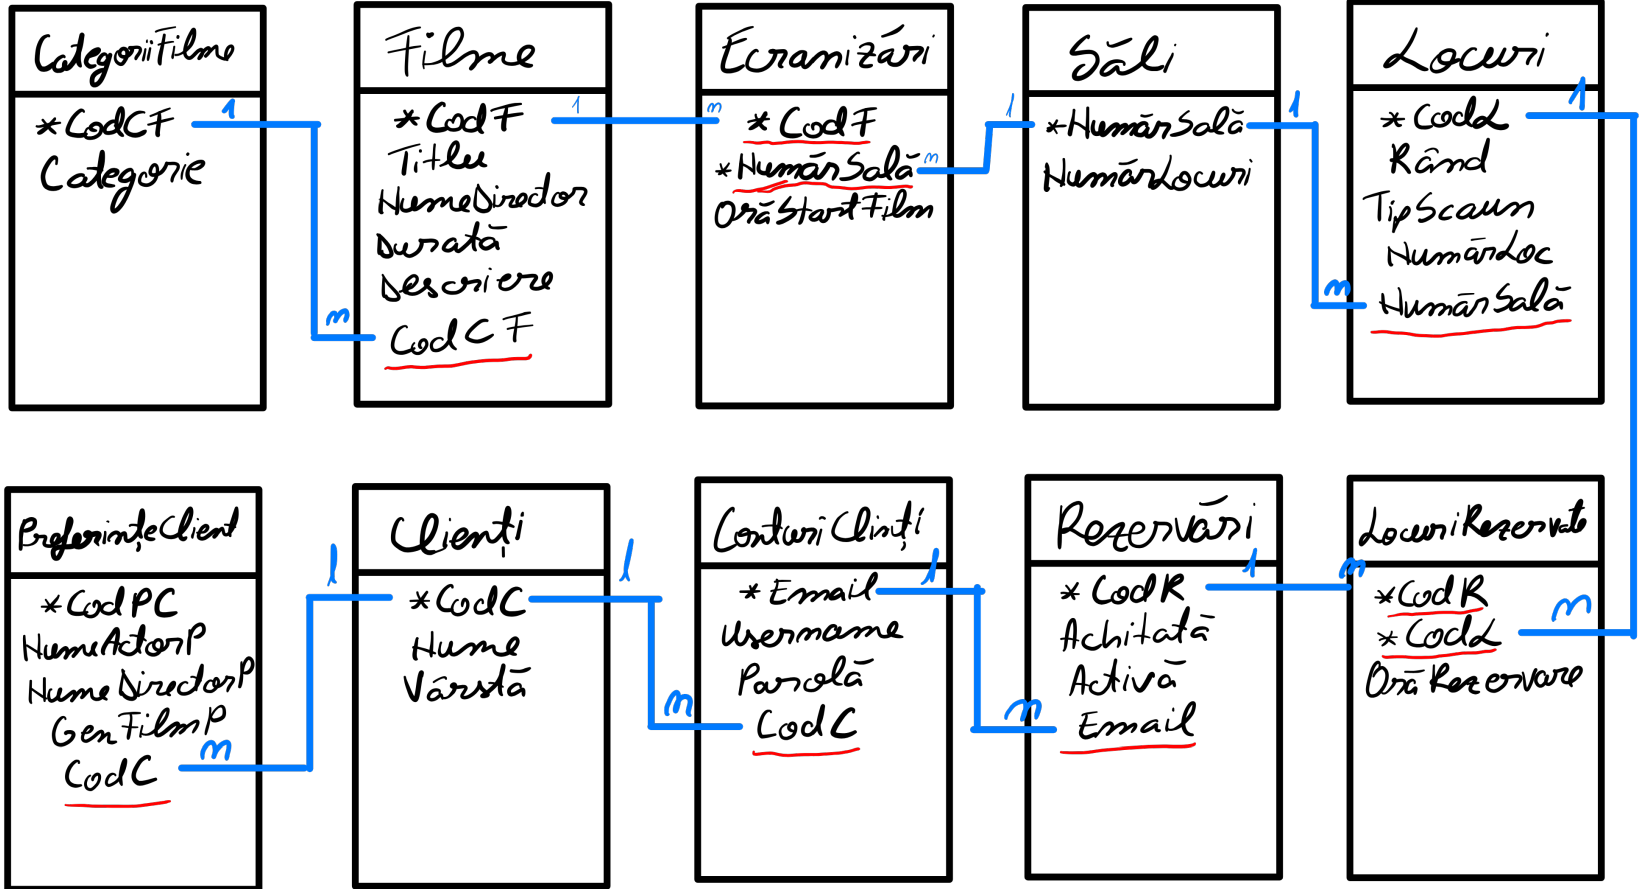 CategoriiFilme
*CodCF 1
Categorie
Filme
*CodF 1
Titlu
NumeDirector
Durată
Descriere
n
CodCF
Ecranizări
n
*CodF
*NumărSală n
OrăStartFilm
Săli
1
*NumărSală 1
NumărLocuri
Locuri
1
*CodL
Rând
TipScaun
NumărLoc
n
NumărSală
PreferințeClient
*CodPC
NumeActorP
NumeDirectorP
GenFilmP
n
CodC
Clienți
1
*CodC 1
Nume
Vârstă
ConturiClinți
*Email 1
Username
Parolă
n
CodC
Rezervări
*CodR 1
Achitată
Activă
n
Email
LocuriRezervate
n
*CodR
*CodL n
OrăRezervare